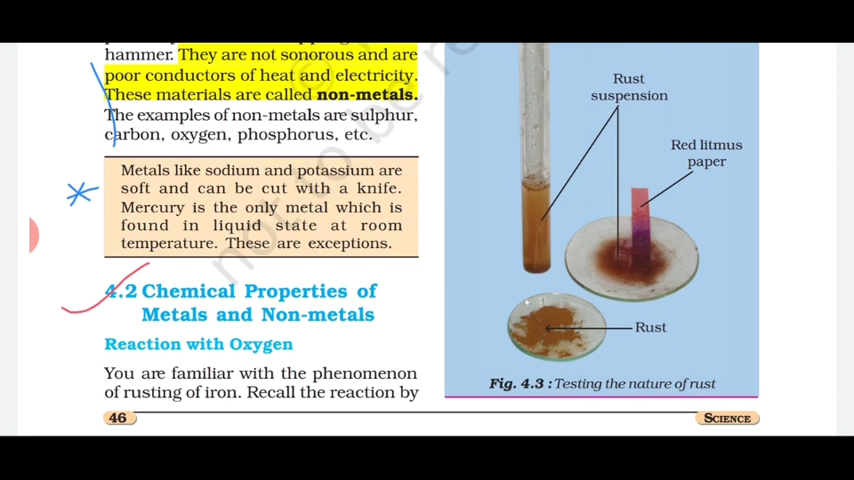 hammer. They are not sonorous and are
poor conductors of heat and electricity.
These materials are called non-metals.
The examples of non-metals are sulphur,
carbon, oxygen, phosphorus, etc.
Metals like sodium and potassium are
soft and can be cut with a knife.
Mercury is the only metal which is
found in liquid state at room
temperature. These are exceptions.
4.2 Chemical Properties of
Metals and Non-metals
Reaction with Oxygen
You are familiar with the phenomenon
of rusting of iron. Recall the reaction by
Rust
suspension
Red litmus
paper
Rust
Fig. 4.3 : Testing the nature of rust
46
SCIENCE
not to be re